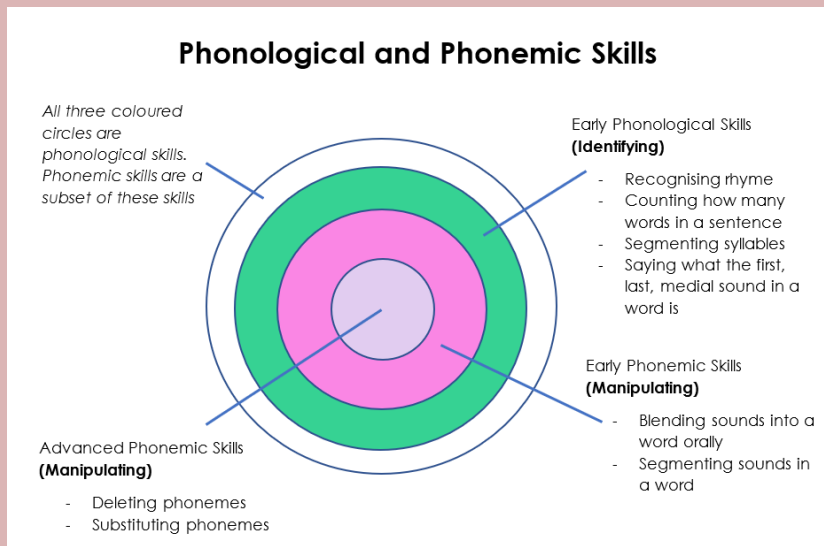 Phonological and Phonemic Skills
All three coloured
circles are
phonological skills.
Phonemic skills are a
subset of these skills
Early Phonological Skills
(Identifying)
- Recognising rhyme
- Counting how many
words in a sentence
- Segmenting syllables
- Saying what the first,
last, medial sound in a
word is
Early Phonemic Skills
(Manipulating)
- Blending sounds into a
word orally
- Segmenting sounds in
a word
Advanced Phonemic Skills
(Manipulating)
- Deleting phonemes
- Substituting phonemes